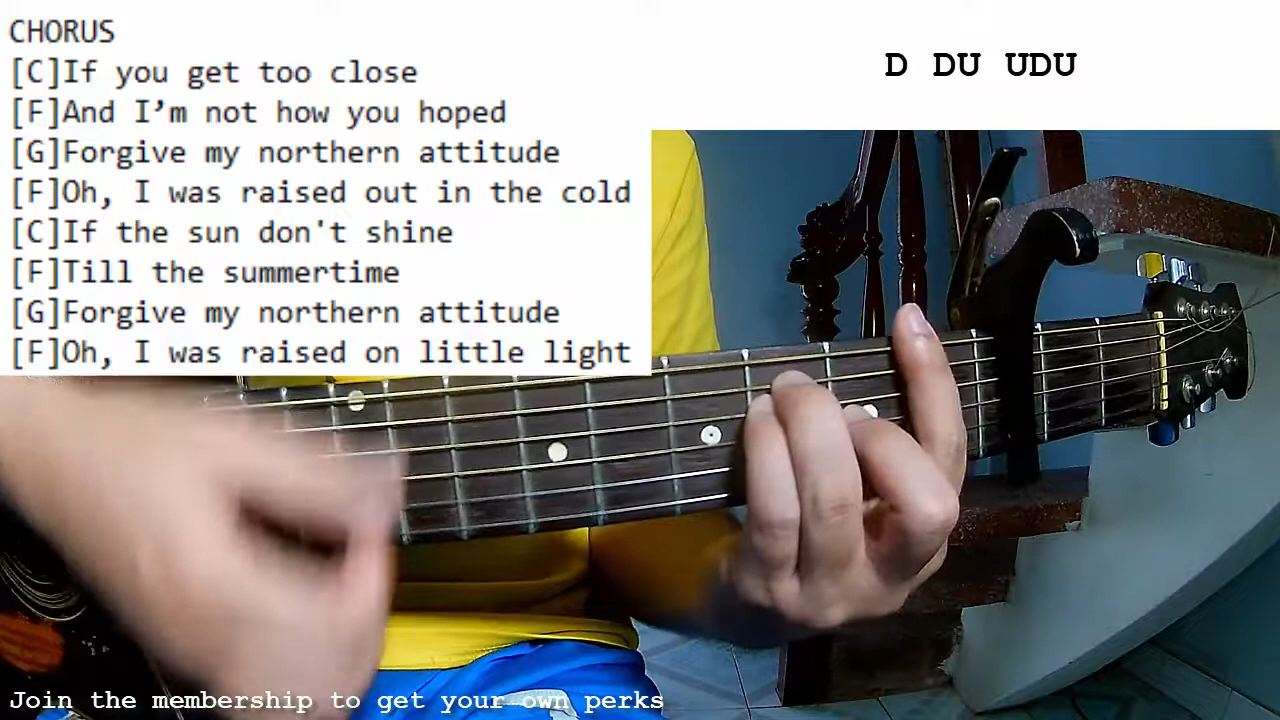 CHORUS
[C]If you get too close
[F]And I’m not how you hoped
[G]Forgive my northern attitude
[F]Oh, I was raised out in the cold
[C]If the sun don't shine
[F]Till the summertime
[G]Forgive my northern attitude
[F]Oh, I was raised on little light
D DU UDU
Join the membership to get your own perks